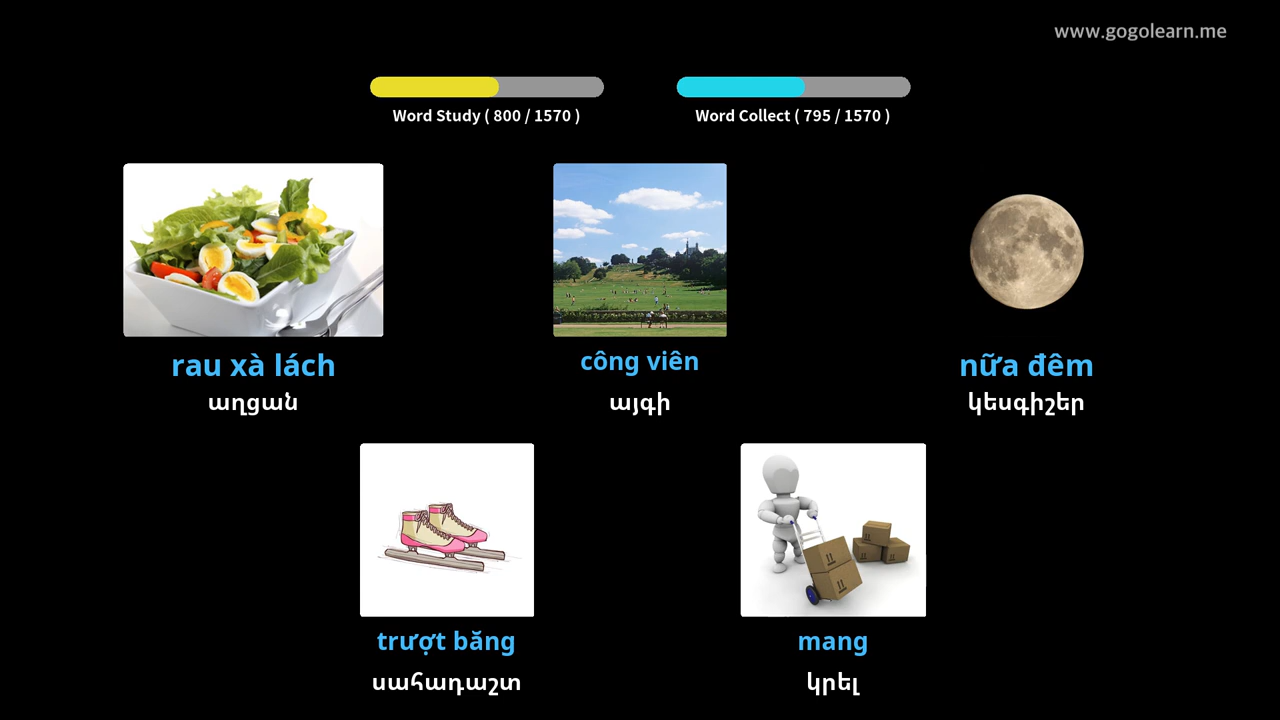 www.gogolearn.me
Word Study ( 800 / 1570 )
Word Collect ( 795 / 1570 )
rau xà lách
աղցան
công viên
այգի
nữa đêm
կեսգիշեր
trượt băng
սահադաշտ
mang
կրել